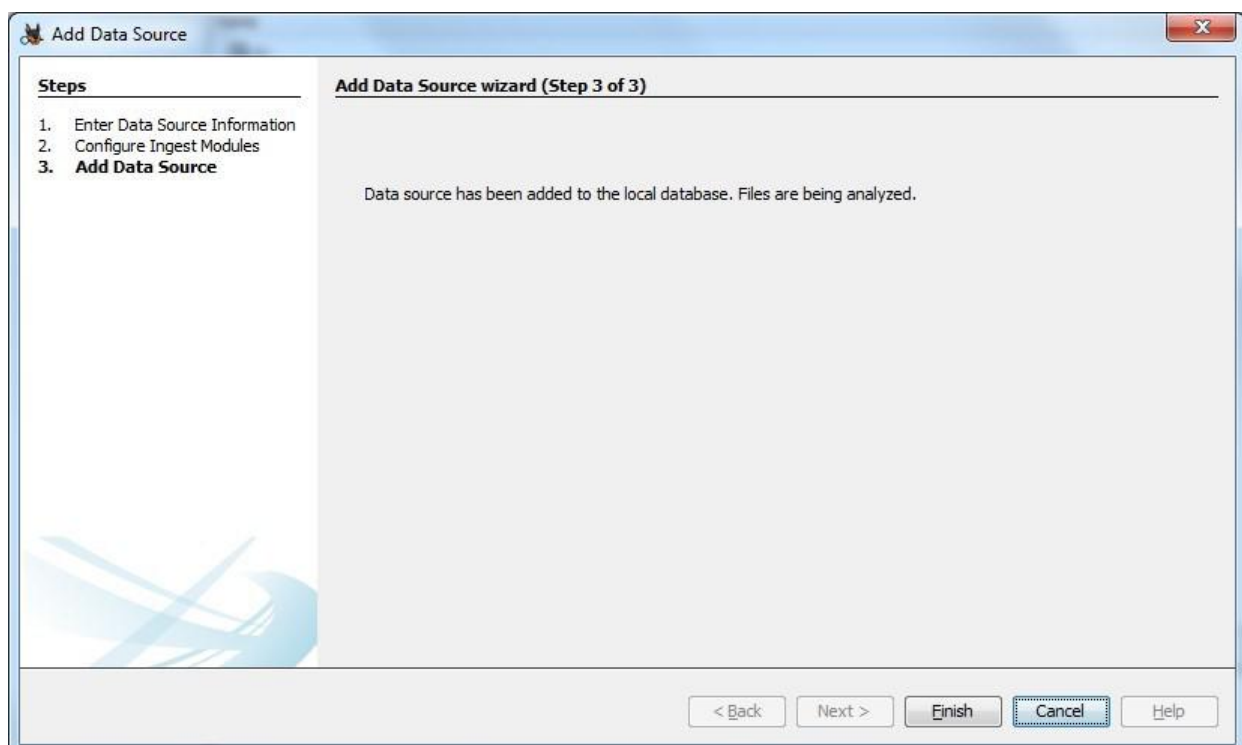 Add Data Source
Steps
1. Enter Data Source Information
2. Configure Ingest Modules
3. Add Data Source
Add Data Source wizard (Step 3 of 3)
Data source has been added to the local database. Files are being analyzed.
< Back Next > Finish Cancel Help